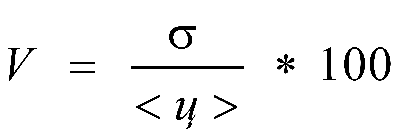 V = σ / < ц > * 100